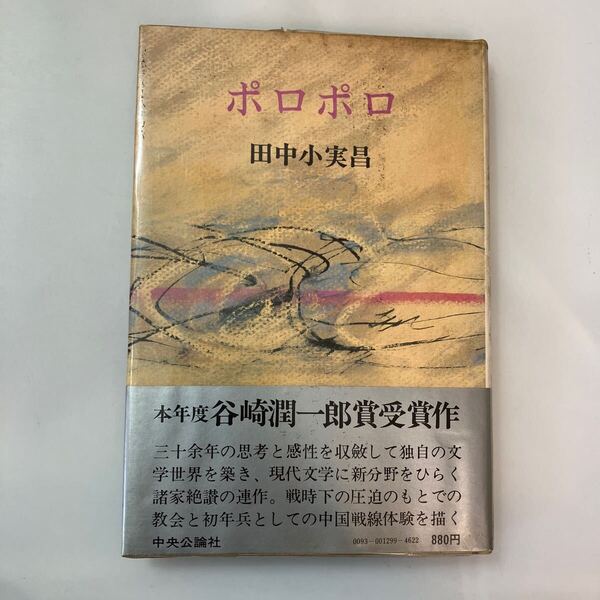 ポロポロ
田中小実昌
本年度谷崎潤一郎賞受賞作
三十余年の思考と感性を収斂して独自の文
学世界を築き、現代文学に新分野をひらく
諸家絶讃の連作。戦時下の圧迫のもとでの
教会と初年兵としての中国戦線体験を描く
中央公論社 0093-001299-4622 880円